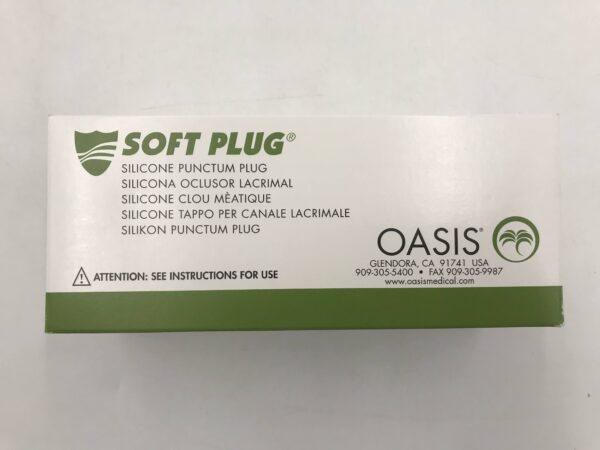 SOFT PLUG®
SILICONE PUNCTUM PLUG
SILICONA OCLUSOR LACRIMAL
SILICONE CLOU MÈATIQUE
SILICONE TAPPO PER CANALE LACRIMALE
SILIKON PUNCTUM PLUG
OASIS®
GLENDORA, CA 91741 USA
909-305-5400 • FAX 909-305-9987
www.oasismedical.com
ATTENTION: SEE INSTRUCTIONS FOR USE